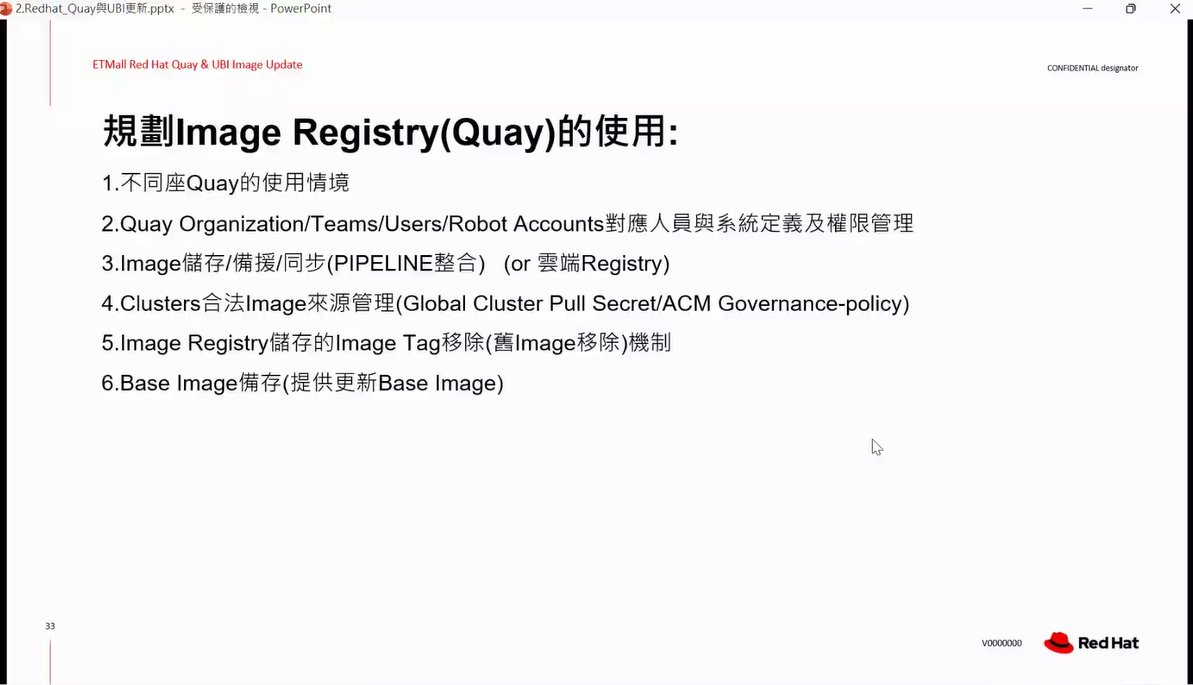 2.Redhat_Quay與UBI更新.pptx - 受保護的檢視 - PowerPoint
ETMall Red Hat Quay & UBI Image Update
CONFIDENTIAL designator
規劃Image Registry(Quay)的使用:
1.不同座Quay的使用情境
2.Quay Organization/Teams/Users/Robot Accounts對應人員與系統定義及權限管理
3.Image儲存/備援/同步(PIPELINE整合) (or 雲端Registry)
4.Clusters合法Image來源管理(Global Cluster Pull Secret/ACM Governance-policy)
5.Image Registry儲存的Image Tag移除(舊Image移除)機制
6.Base Image備存(提供更新Base Image)
33
V0000000
Red Hat